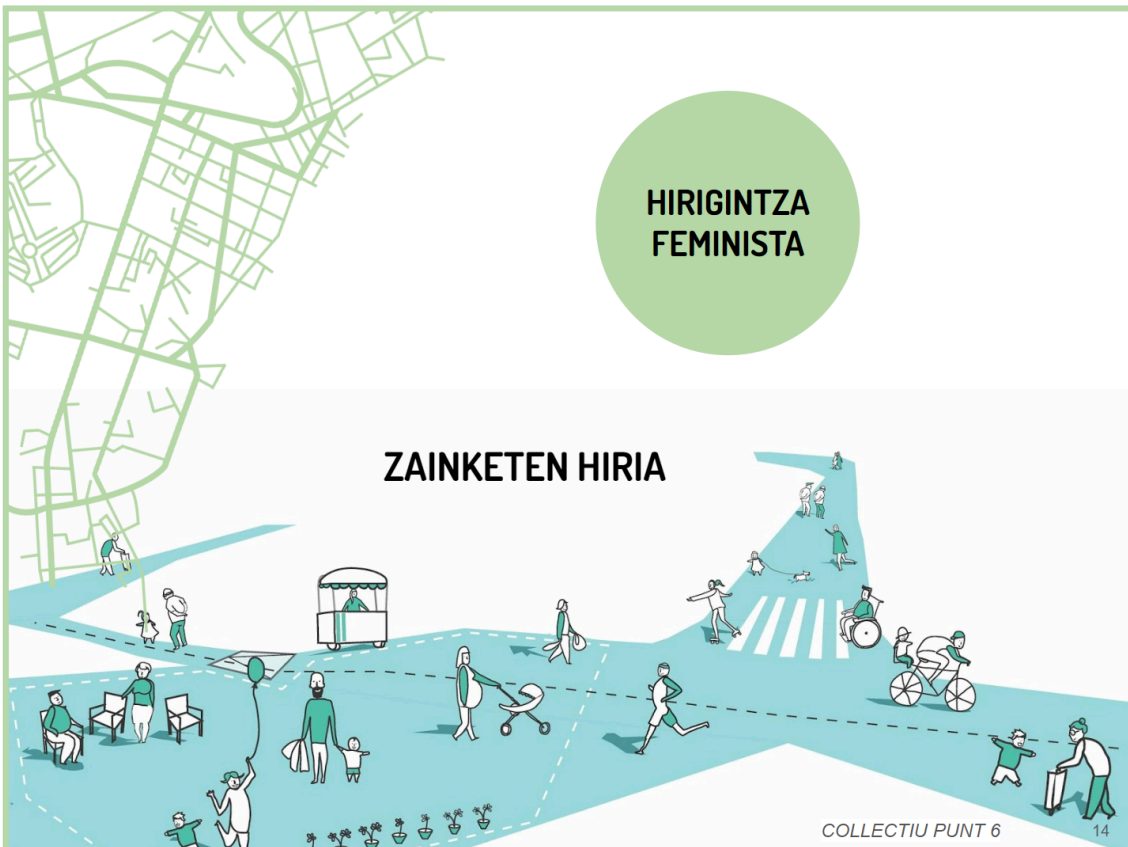 HIRIGINTZA
FEMINISTA
ZAINKETEN HIRIA
COLLECTIU PUNT 6
14